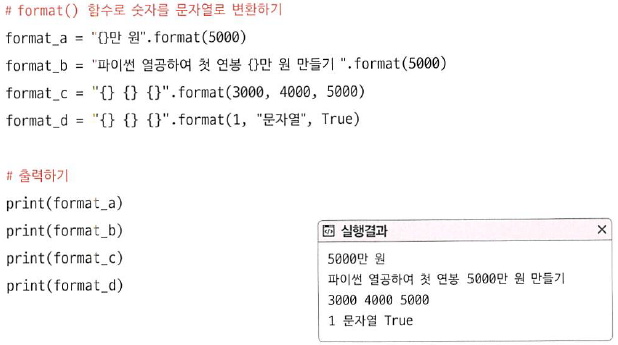 # format() 함수로 숫자를 문자열로 변환하기
format_a = "{}만 원".format(5000)
format_b = "파이썬 열공하여 첫 연봉 {}만 원 만들기 ".format(5000)
format_c = "{} {} {}".format(3000, 4000, 5000)
format_d = "{} {} {}".format(1, "문자열", True)
# 출력하기
print(format_a)
print(format_b)
print(format_c)
print(format_d)
실행결과
5000만 원
파이썬 열공하여 첫 연봉 5000만 원 만들기
3000 4000 5000
1 문자열 True